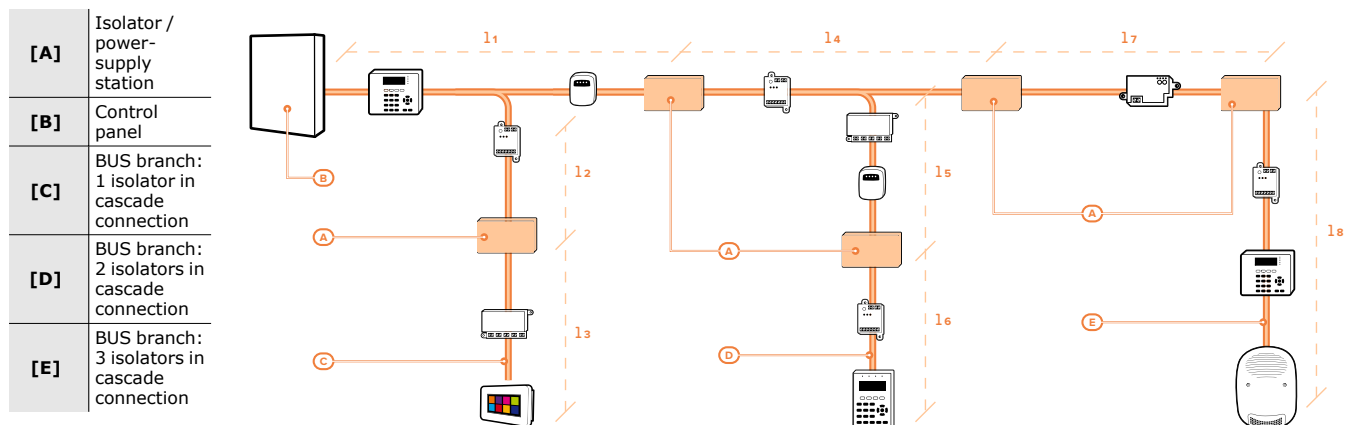 [A]
Isolator /
power-
supply
station
[B]
Control
panel
[C]
BUS branch:
1 isolator in
cascade
connection
[D]
BUS branch:
2 isolators in
cascade
connection
[E]
BUS branch:
3 isolators in
cascade
connection
l1
l4
l7
l2
l5
B
A
A
A
l8
l3
l6
E
C
D